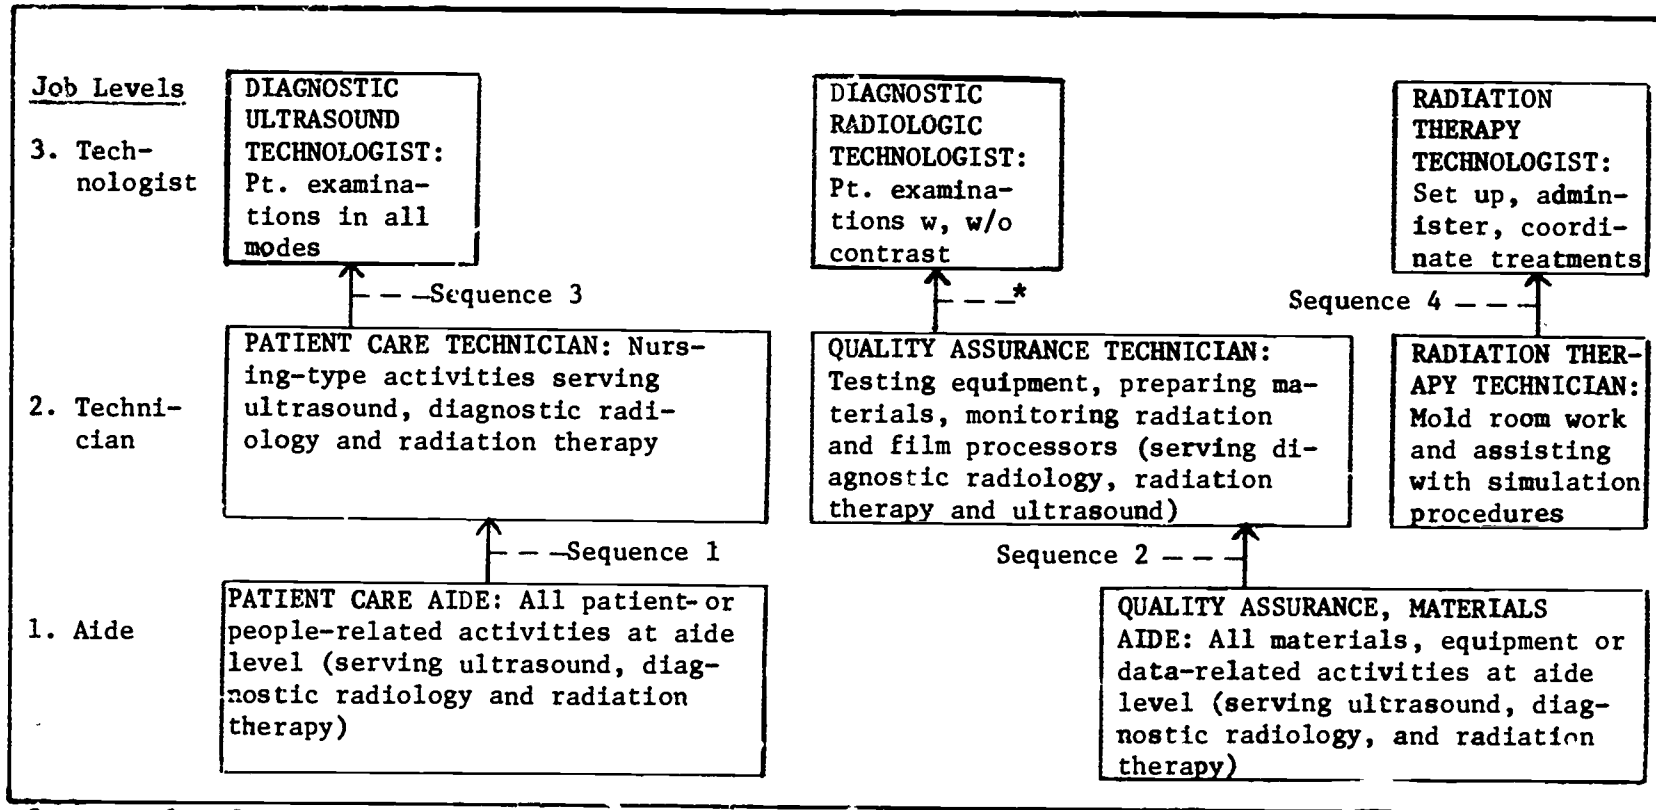 Job Levels
3. Tech-
nologist
DIAGNOSTIC
ULTRASOUND
TECHNOLOGIST:
Pt. examina-
tions in all
modes
DIAGNOSTIC
RADIOLOGIC
TECHNOLOGIST:
Pt. examina-
tions w, w/o
contrast
RADIATION
THERAPY
TECHNOLOGIST:
Set up, admin-
ister, coordi-
nate treatments
Sequence 3
*
Sequence 4
2. Techni-
cian
PATIENT CARE TECHNICIAN: Nurs-
ing-type activities serving
ultrasound, diagnostic radi-
ology and radiation therapy
QUALITY ASSURANCE TECHNICIAN:
Testing equipment, preparing ma-
terials, monitoring radiation
and film processors (serving di-
agnostic radiology, radiation
therapy and ultrasound)
RADIATION THER-
APY TECHNICIAN:
Mold room work
and assisting
with simulation
procedures
Sequence 1
Sequence 2
1. Aide
PATIENT CARE AIDE: All patient-or
people-related activities at aide
level (serving ultrasound, diag-
nostic radiology and radiation
therapy)
QUALITY ASSURANCE, MATERIALS
AIDE: All materials, equipment or
data-related activities at aide
level (serving ultrasound, diag-
nostic radiology, and radiation
therapy)